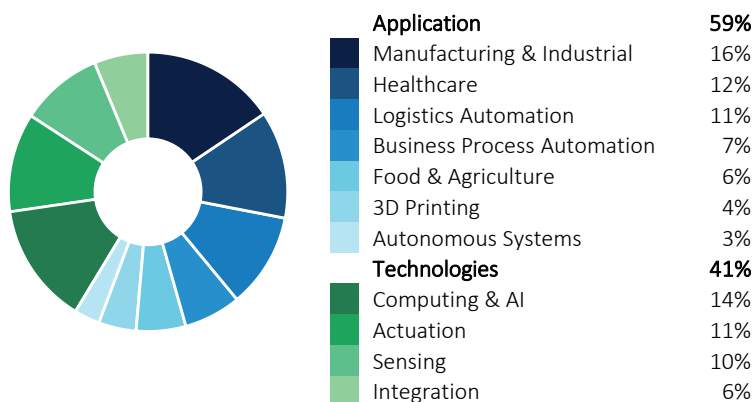 Application 59%
Manufacturing & Industrial 16%
Healthcare 12%
Logistics Automation 11%
Business Process Automation 7%
Food & Agriculture 6%
3D Printing 4%
Autonomous Systems 3%
Technologies 41%
Computing & AI 14%
Actuation 11%
Sensing 10%
Integration 6%